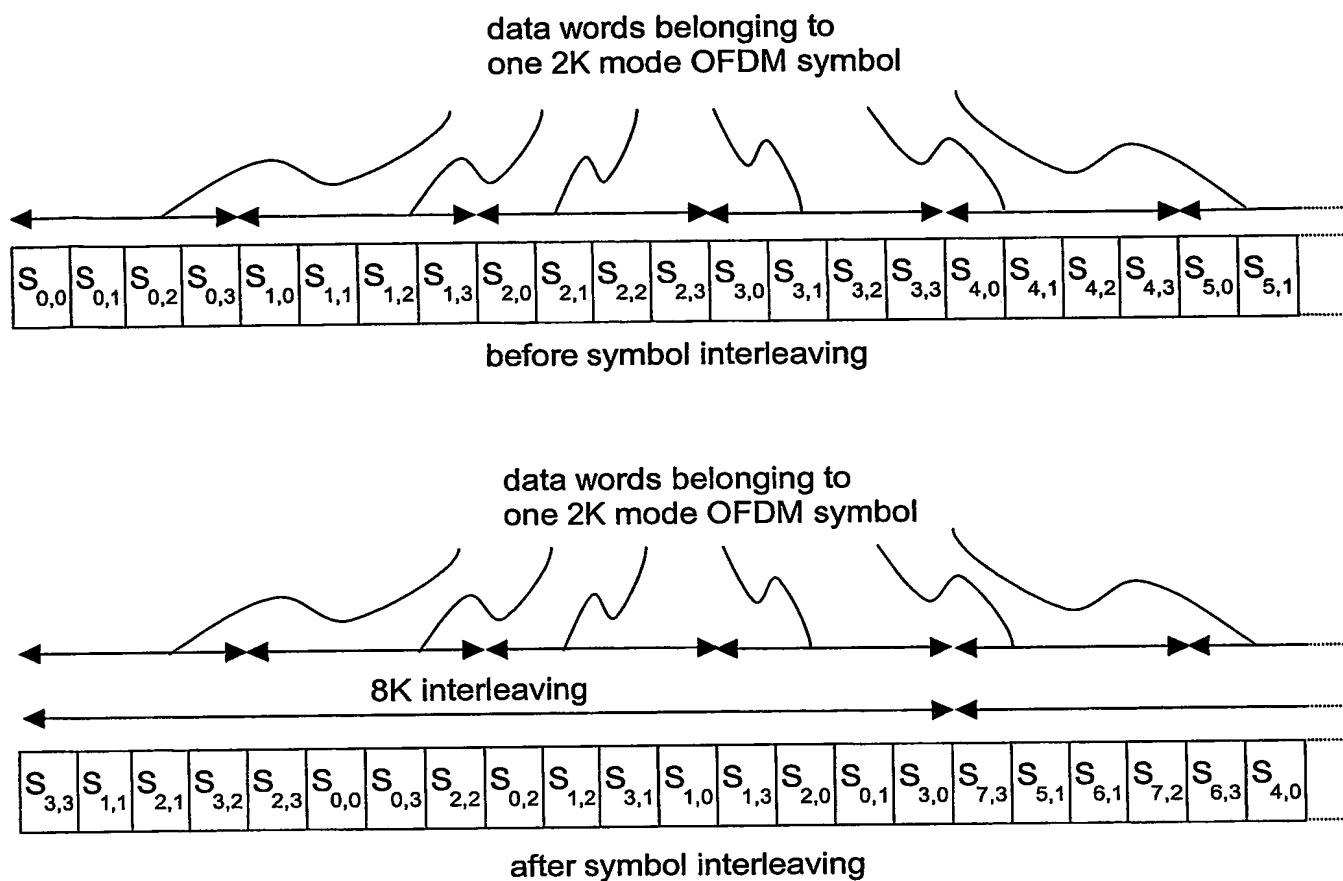 data words belonging to
one 2K mode OFDM symbol
S0,0 S0,1 S0,2 S0,3 S1,0 S1,1 S1,2 S1,3 S2,0 S2,1 S2,2 S2,3 S3,0 S3,1 S3,2 S3,3 S4,0 S4,1 S4,2 S4,3 S5,0 S5,1
before symbol interleaving
data words belonging to
one 2K mode OFDM symbol
8K interleaving
S3,3 S1,1 S2,1 S3,2 S2,3 S0,0 S0,3 S2,2 S0,2 S1,2 S3,1 S1,0 S1,3 S2,0 S0,1 S3,0 S7,3 S5,1 S6,1 S7,2 S6,3 S4,0
after symbol interleaving